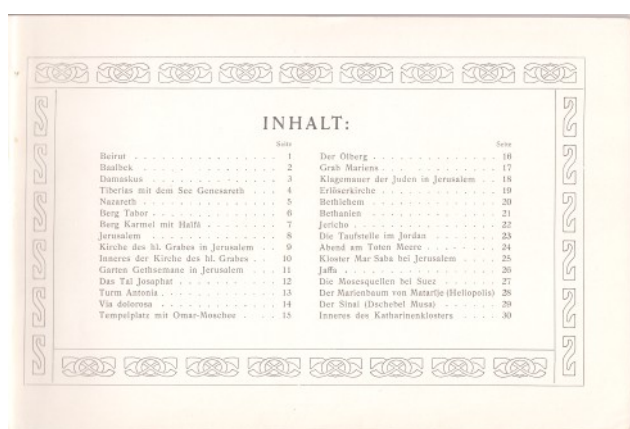 INHALT:
Seite
Beirut . . . . . . . . . . . . . . . 1
Baalbek . . . . . . . . . . . . . . 2
Damaskus . . . . . . . . . . . . . 3
Tiberias mit dem See Genesareth . . . 4
Nazareth . . . . . . . . . . . . . . 5
Berg Tabor . . . . . . . . . . . . . 6
Berg Karmel mit Haifá . . . . . . . . 7
Jerusalem . . . . . . . . . . . . . 8
Kirche des hl. Grabes in Jerusalem . . 9
Inneres der Kirche des hl. Grabes . . 10
Garten Gethsemane in Jerusalem . . . 11
Das Tal Josaphat . . . . . . . . . . 12
Turm Antonia . . . . . . . . . . . . 13
Via dolorosa . . . . . . . . . . . . 14
Tempelplatz mit Omar-Moschee . . . . 15
Seite
Der Ölberg . . . . . . . . . . . . . 16
Grab Mariens . . . . . . . . . . . . 17
Klagemauer der Juden in Jerusalem . . 18
Erlöserkirche . . . . . . . . . . . . 19
Bethlehem . . . . . . . . . . . . . 20
Bethanien . . . . . . . . . . . . . 21
Jericho . . . . . . . . . . . . . . 22
Die Taufstelle im Jordan . . . . . . 23
Abend am Toten Meere . . . . . . . . 24
Kloster Mar Saba bei Jerusalem . . . . 25
Jaffa . . . . . . . . . . . . . . . 26
Die Mosesquellen bei Suez . . . . . . 27
Der Marienbaum von Matarîje (Heliopolis) 28
Der Sinai (Dschebel Musa) . . . . . . 29
Inneres des Katharinenklosters . . . . 30